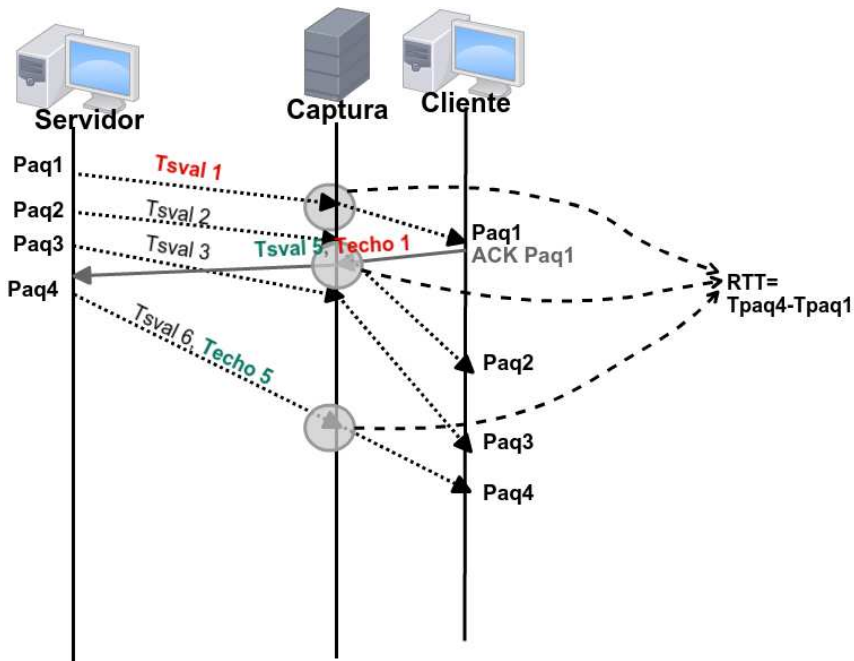 Servidor
Captura
Cliente
Paq1
Tsval 1
Paq2
Tsval 2
Paq3
Tsval 3
Tsval 5, Techo 1
Paq1
ACK Paq1
Paq4
Tsval 6, Techo 5
RTT=
Tpaq4-Tpaq1
Paq2
Paq3
Paq4